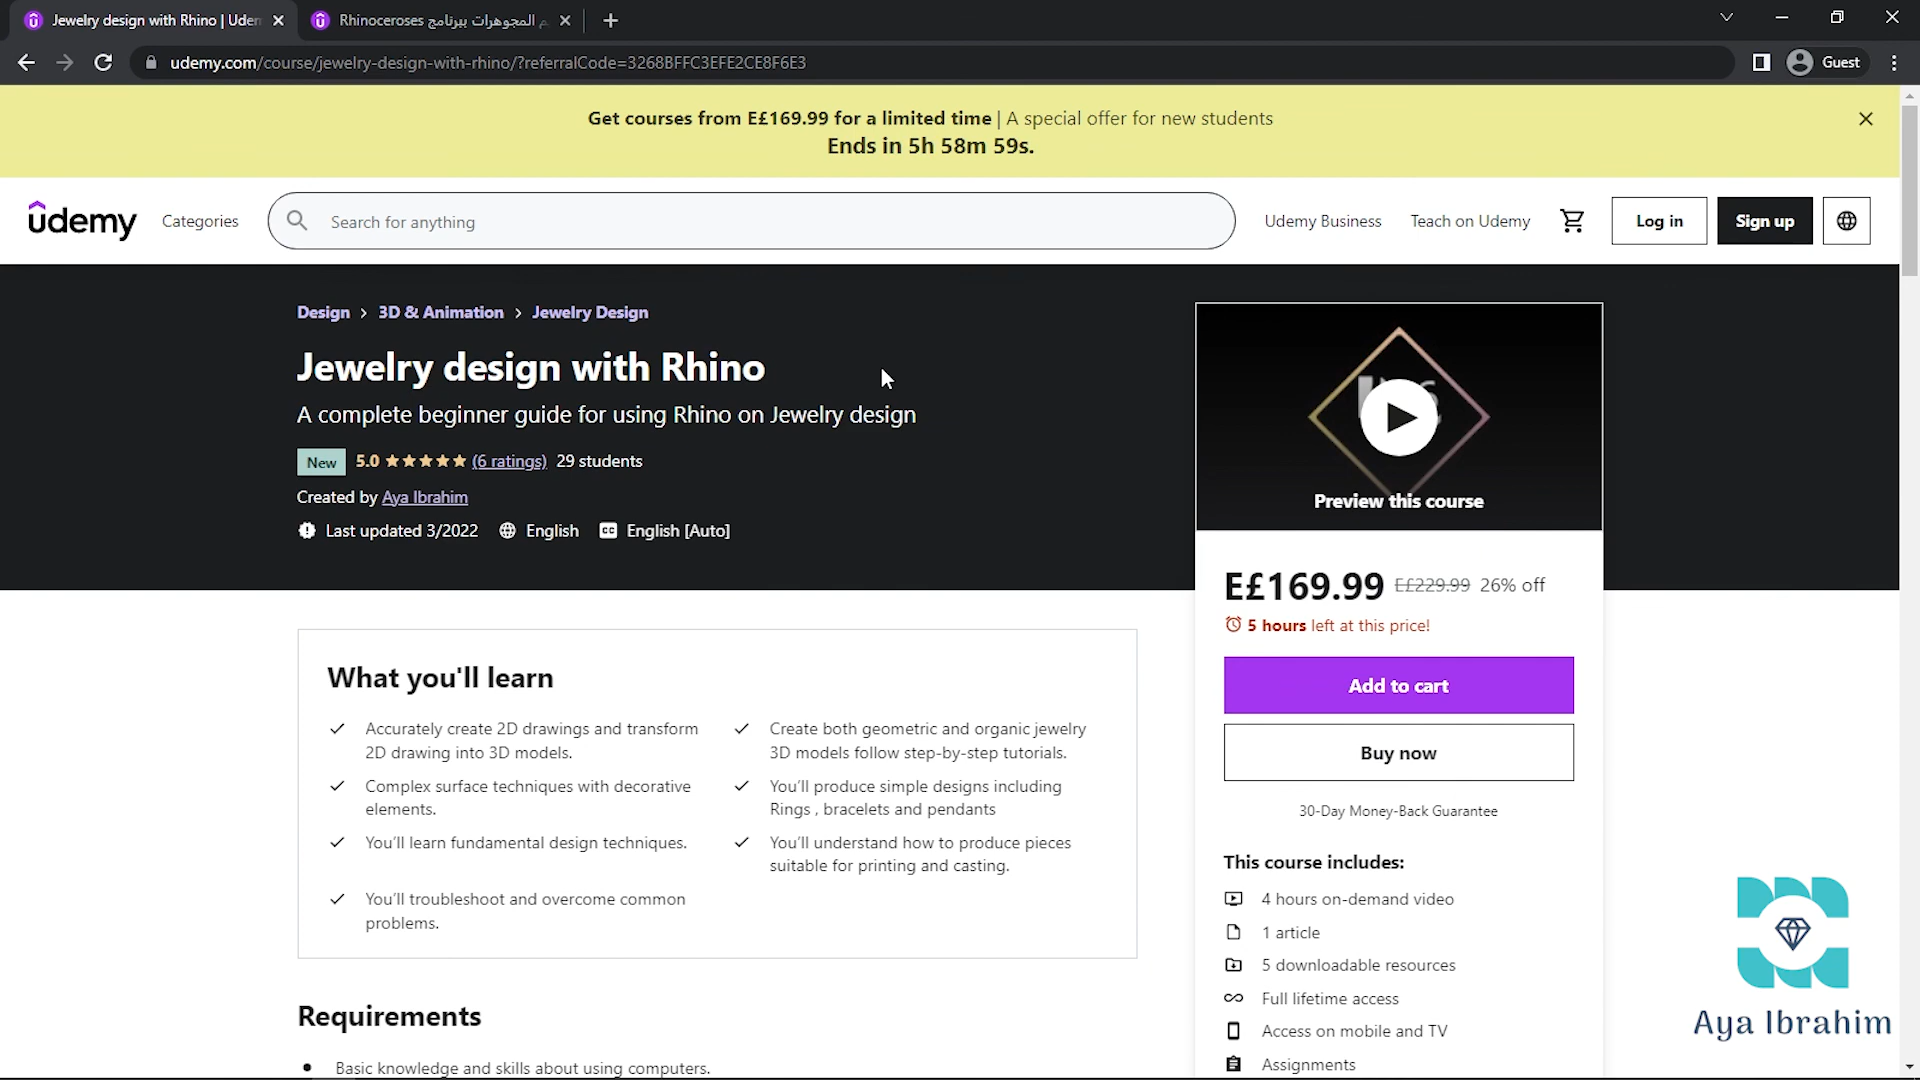 Jewelry design with Rhino | Uder
Rhinoceroses م المجوهرات ببرنامج
udemy.com/course/jewelry-design-with-rhino/?referralCode=3268BFFC3EFE2CE8F6E3
Guest
Get courses from E£169.99 for a limited time | A special offer for new students
Ends in 5h 58m 59s.
udemy
Categories
Search for anything
Udemy Business
Teach on Udemy
Log in
Sign up
Design > 3D & Animation > Jewelry Design
Jewelry design with Rhino
A complete beginner guide for using Rhino on Jewelry design
New 5.0 (6 ratings) 29 students
Created by Aya Ibrahim
Last updated 3/2022 English CC English [Auto]
Preview this course
E£169.99 E£229.99 26% off
5 hours left at this price!
Add to cart
Buy now
30-Day Money-Back Guarantee
This course includes:
4 hours on-demand video
1 article
5 downloadable resources
Full lifetime access
Access on mobile and TV
Assignments
What you'll learn
Accurately create 2D drawings and transform
2D drawing into 3D models.
Create both geometric and organic jewelry
3D models follow step-by-step tutorials.
Complex surface techniques with decorative
elements.
You'll produce simple designs including
Rings , bracelets and pendants
You'll learn fundamental design techniques.
You'll understand how to produce pieces
suitable for printing and casting.
You'll troubleshoot and overcome common
problems.
Requirements
Basic knowledge and skills about using computers.
Aya Ibrahim